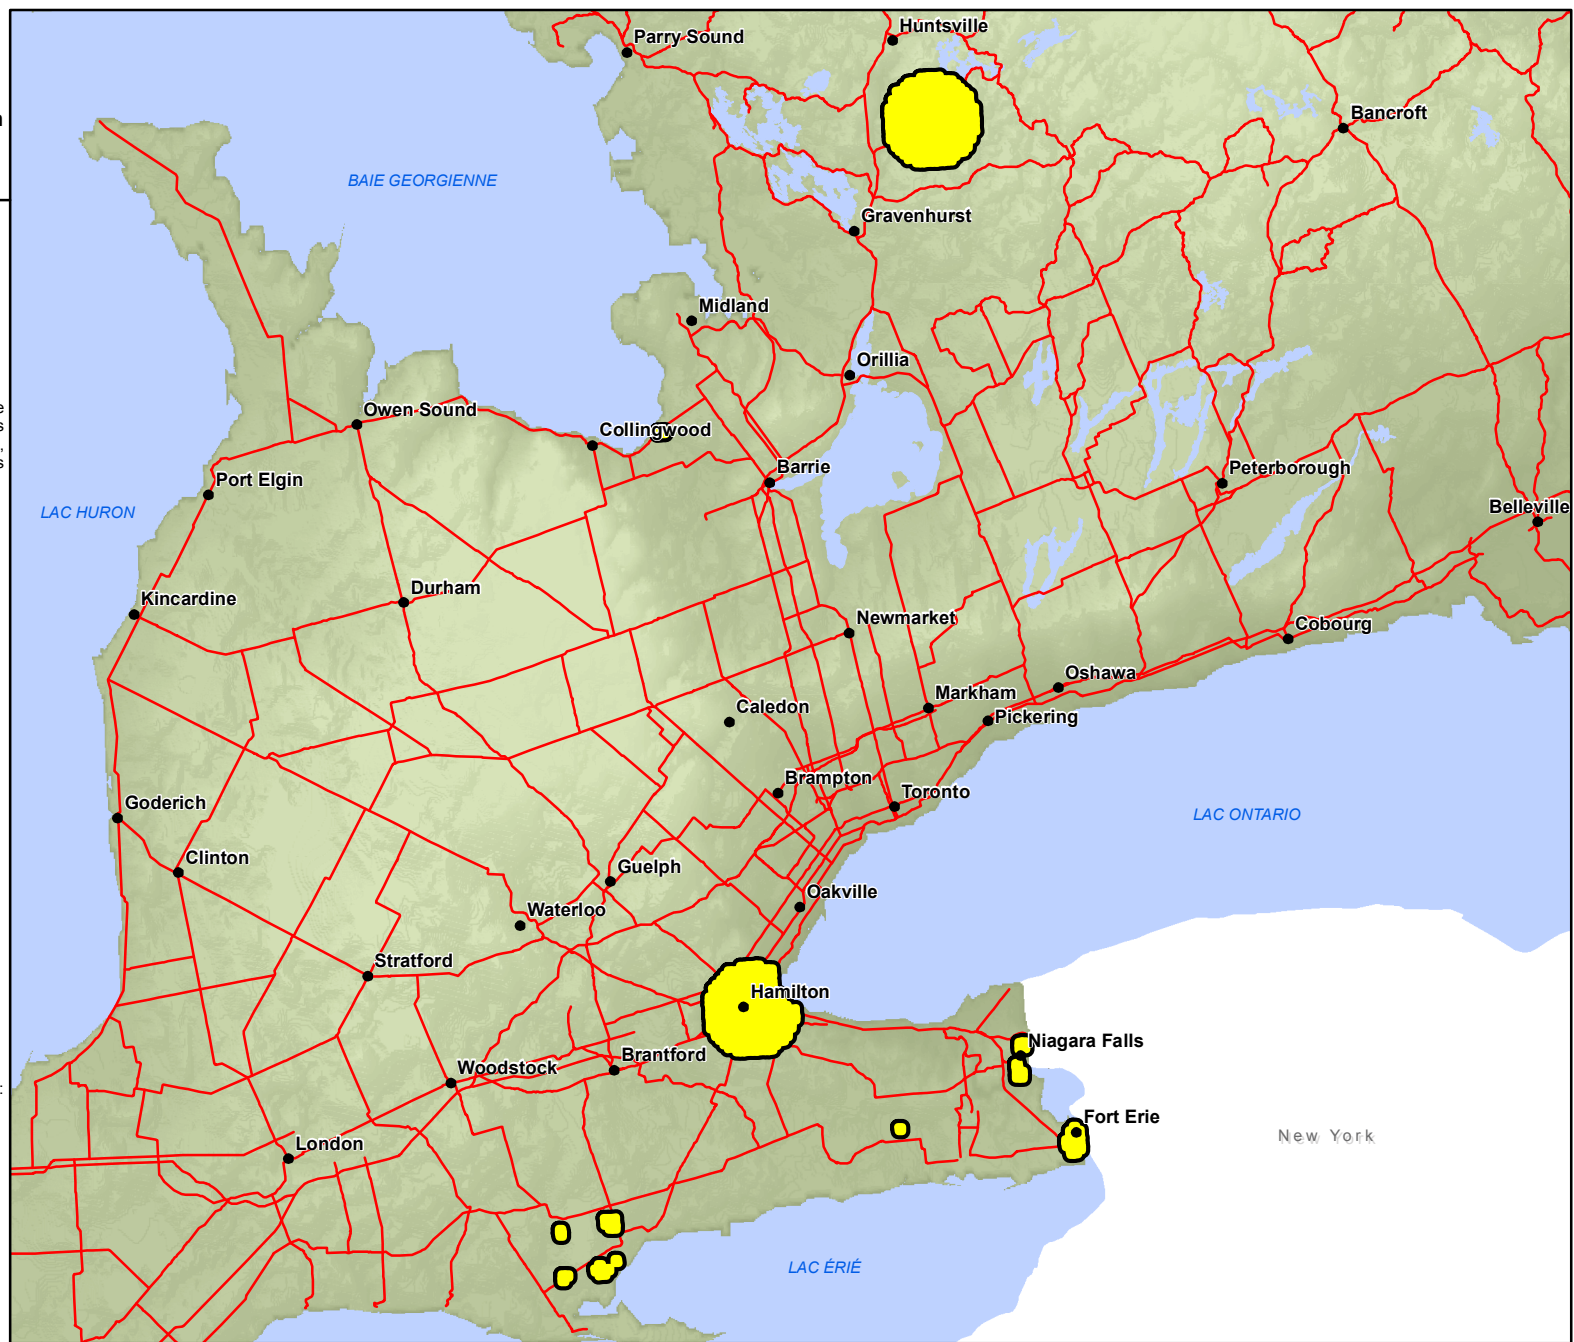 Huntsville
Parry Sound
n
Bancroft
BAIE GEORGIENNE
Gravenhurst
Midland
Orillia
e
Owen Sound
s
Collingwood
,
s
Barrie
Peterborough
Port Elgin
Belleville
LAC HURON
Durham
Kincardine
Newmarket
Cobourg
Oshawa
Markham
Caledon
Pickering
Brampton
Toronto
Goderich
LAC ONTARIO
Clinton
Guelph
Oakville
Waterloo
Stratford
Hamilton
Niagara Falls
Brantford
Woodstock
:
Fort Erie
New York
London
LAC ÉRIÉ